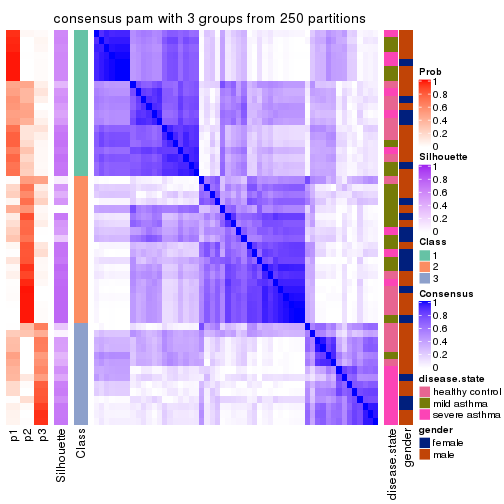 consensus pam with 3 groups from 250 partitions
Prob
1
0.8
0.6
0.4
0.2
0
Silhouette
1
0.8
0.6
0.4
0.2
0
Class
1
2
3
Consensus
1
0.8
0.6
0.4
0.2
0
disease.state
healthy control
mild asthma
severe asthma
gender
female
male
p1
p2
p3
Silhouette
Class
disease.state
gender